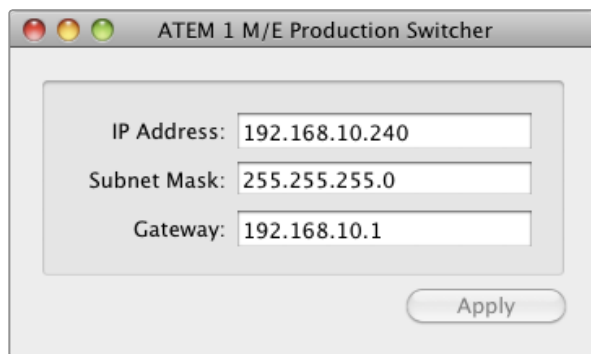 ATEM 1 M/E Production Switcher
IP Address: 192.168.10.240
Subnet Mask: 255.255.255.0
Gateway: 192.168.10.1
Apply